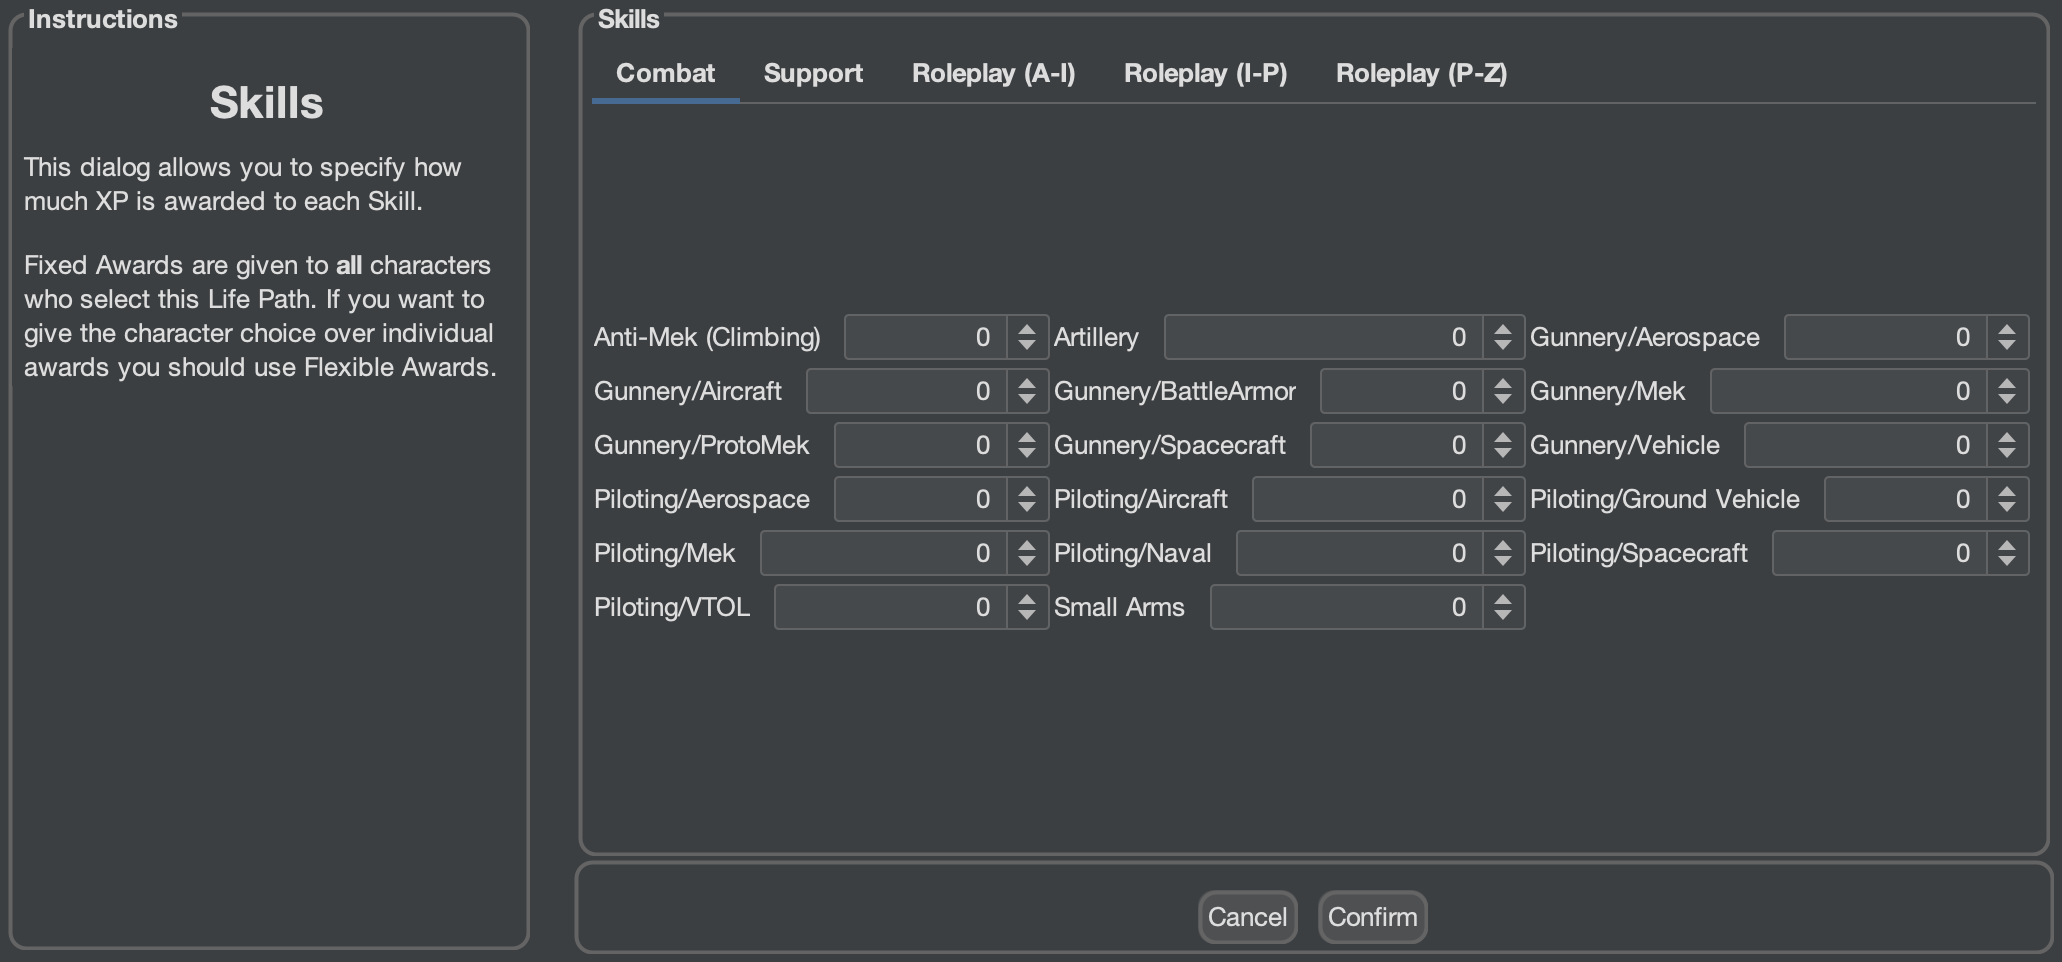 Instructions
Skills
This dialog allows you to specify how
much XP is awarded to each Skill.
Fixed Awards are given to all characters
who select this Life Path. If you want to
give the character choice over individual
awards you should use Flexible Awards.
Skills
Combat Support Roleplay (A-I) Roleplay (I-P) Roleplay (P-Z)
Anti-Mek (Climbing) 0 Artillery 0 Gunnery/Aerospace 0
Gunnery/Aircraft 0 Gunnery/BattleArmor 0 Gunnery/Mek 0
Gunnery/ProtoMek 0 Gunnery/Spacecraft 0 Gunnery/Vehicle 0
Piloting/Aerospace 0 Piloting/Aircraft 0 Piloting/Ground Vehicle 0
Piloting/Mek 0 Piloting/Naval 0 Piloting/Spacecraft 0
Piloting/VTOL 0 Small Arms 0
Cancel Confirm